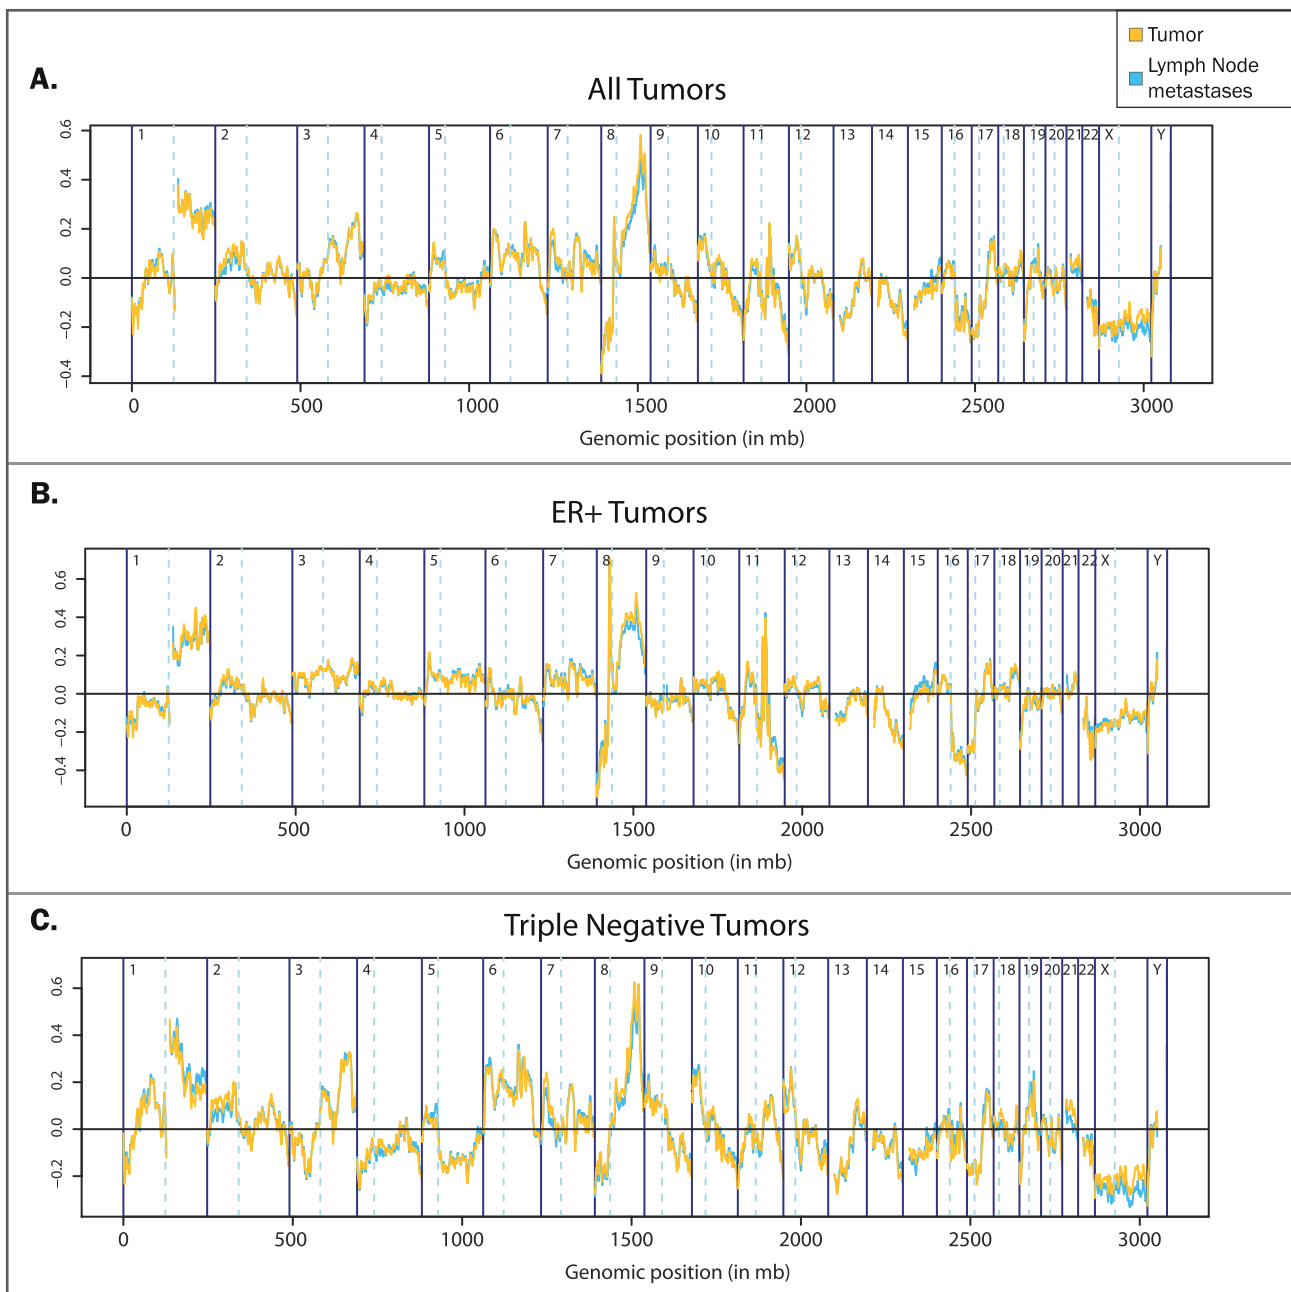 Tumor
Lymph Node
metastases
A.
All Tumors
1 2 3 4 5 6 7 8 9 10 11 12 13 14 15 16 17 18 19 20 21 22 X Y
0.6
0.4
0.2
0.0
−0.2
−0.4
0 500 1000 1500 2000 2500 3000
Genomic position (in mb)
B.
ER+ Tumors
1 2 3 4 5 6 7 8 9 10 11 12 13 14 15 16 17 18 19 20 21 22 X Y
0.6
0.4
0.2
0.0
−0.2
−0.4
0 500 1000 1500 2000 2500 3000
Genomic position (in mb)
C.
Triple Negative Tumors
1 2 3 4 5 6 7 8 9 10 11 12 13 14 15 16 17 18 19 20 21 22 X Y
0.6
0.4
0.2
0.0
−0.2
0 500 1000 1500 2000 2500 3000
Genomic position (in mb)